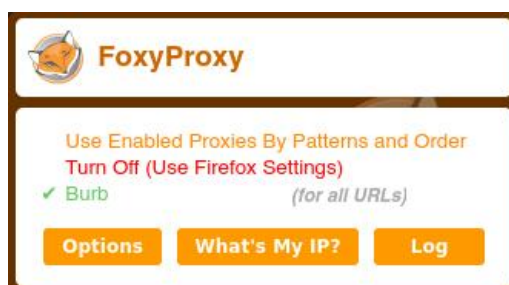 FoxyProxy
Use Enabled Proxies By Patterns and Order
Turn Off (Use Firefox Settings)
✔ Burb (for all URLs)
Options What's My IP? Log